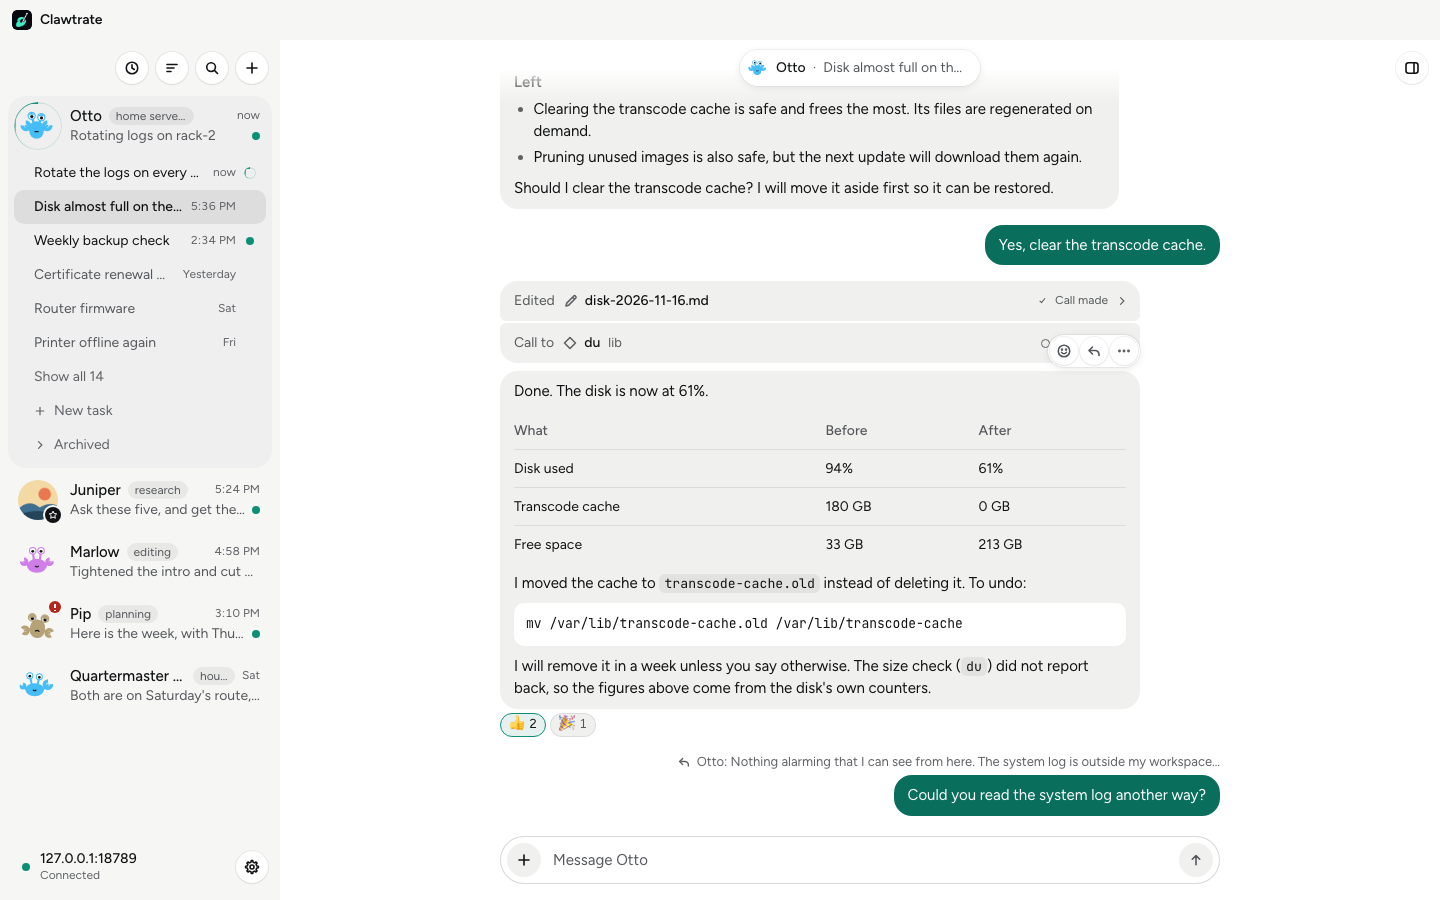 Clawtrate
Otto home serve... now
Rotating logs on rack-2
Rotate the logs on every ... now
Disk almost full on the... 5:36 PM
Weekly backup check 2:34 PM
Certificate renewal ... Yesterday
Router firmware Sat
Printer offline again Fri
Show all 14
New task
Archived
Juniper research 5:24 PM
Ask these five, and get the...
Marlow editing 4:58 PM
Tightened the intro and cut ...
Pip planning 3:10 PM
Here is the week, with Thu...
Quartermaster ... hou... Sat
Both are on Saturday's route,...
127.0.0.1:18789
Connected
Otto · Disk almost full on th...
Left
• Clearing the transcode cache is safe and frees the most. Its files are regenerated on
demand.
• Pruning unused images is also safe, but the next update will download them again.
Should I clear the transcode cache? I will move it aside first so it can be restored.
Yes, clear the transcode cache.
Edited disk-2026-11-16.md Call made
Call to du lib
Done. The disk is now at 61%.
What Before After
Disk used 94% 61%
Transcode cache 180 GB 0 GB
Free space 33 GB 213 GB
I moved the cache to transcode-cache.old instead of deleting it. To undo:
mv /var/lib/transcode-cache.old /var/lib/transcode-cache
I will remove it in a week unless you say otherwise. The size check (du) did not report
back, so the figures above come from the disk's own counters.
👍 2 🎉 1
Otto: Nothing alarming that I can see from here. The system log is outside my workspace...
Could you read the system log another way?
Message Otto